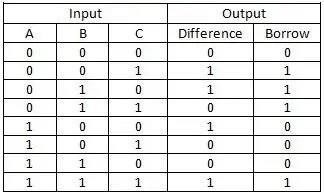 Input Output
A B C Difference Borrow
0 0 0 0 0
0 0 1 1 1
0 1 0 1 1
0 1 1 0 1
1 0 0 1 0
1 0 1 0 0
1 1 0 0 0
1 1 1 1 1